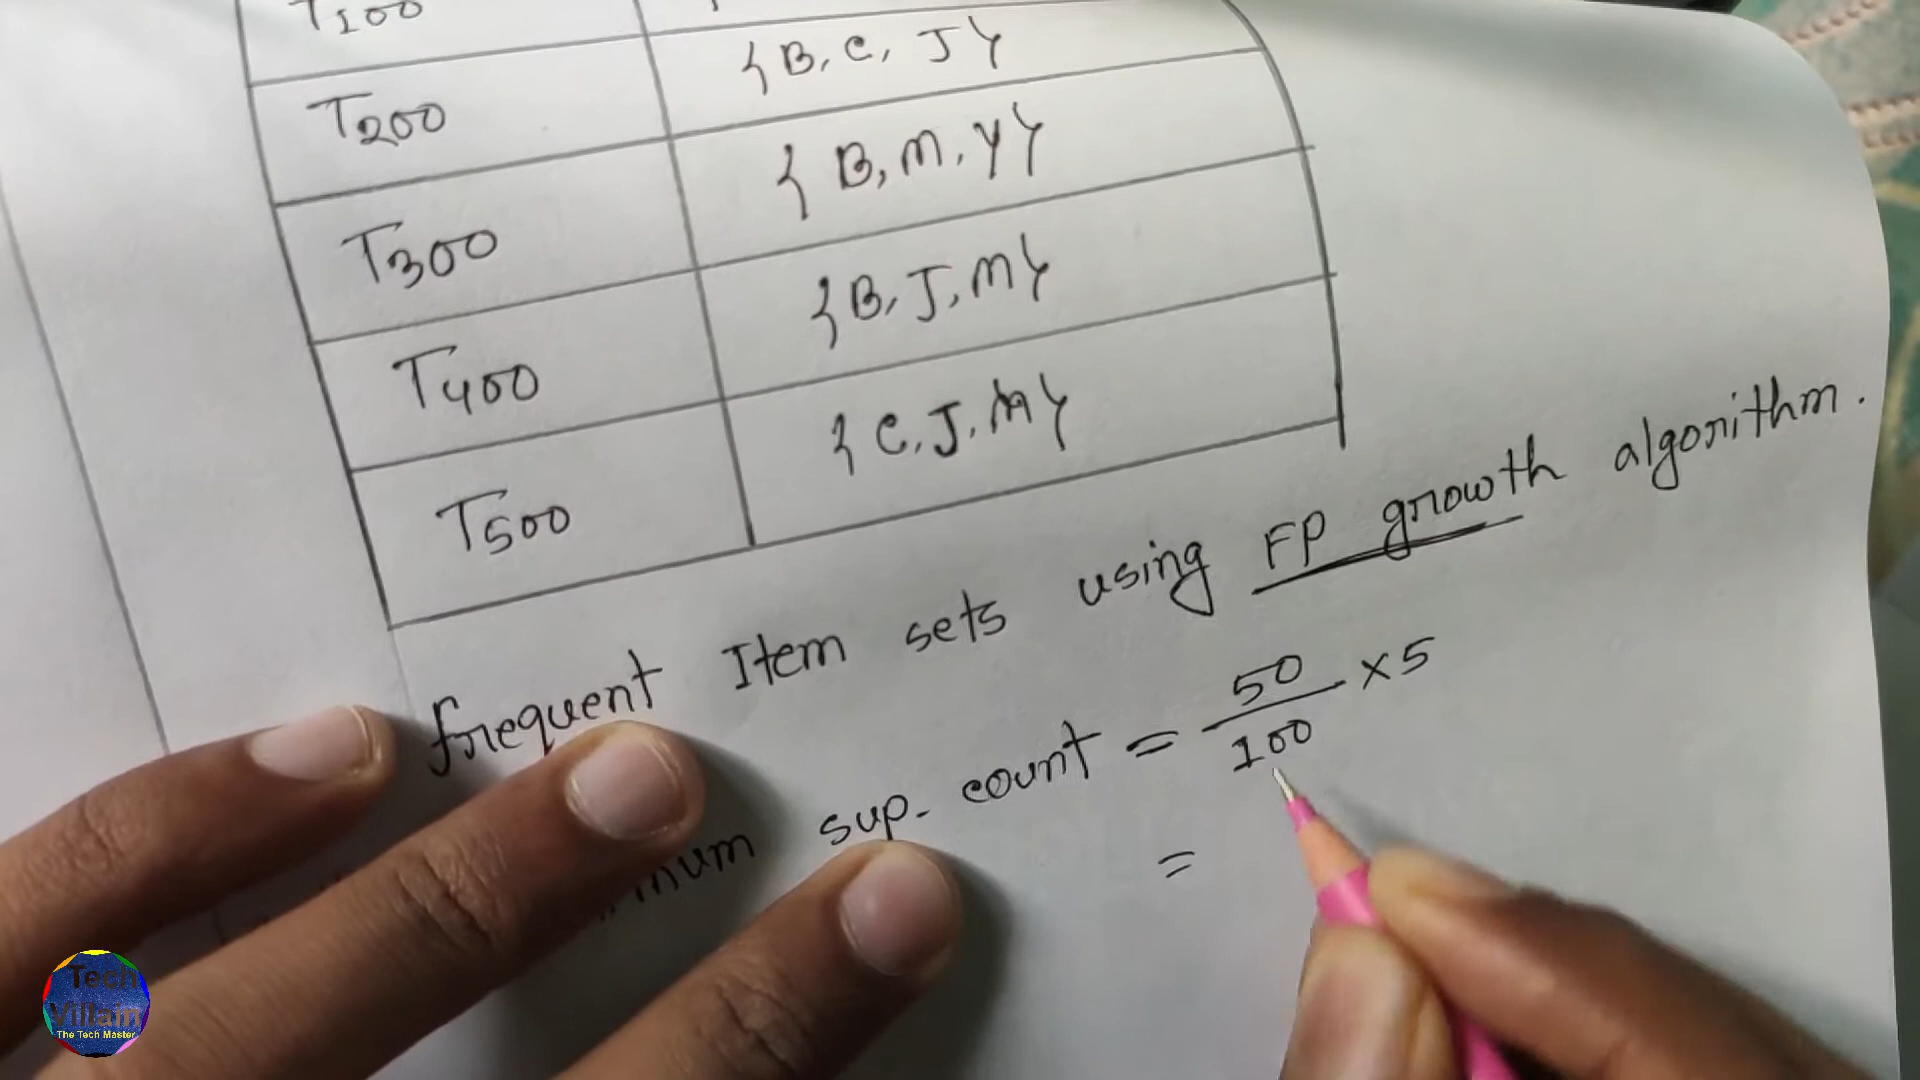 T100
T200 {B, C, J}
T300 {B, M, Y}
T400 {B, J, M}
T500 {C, J, M}
frequent Item sets using FP growth algorithm.
sup. count = 50/100 × 5
=
Tech
Villain
The Tech Master